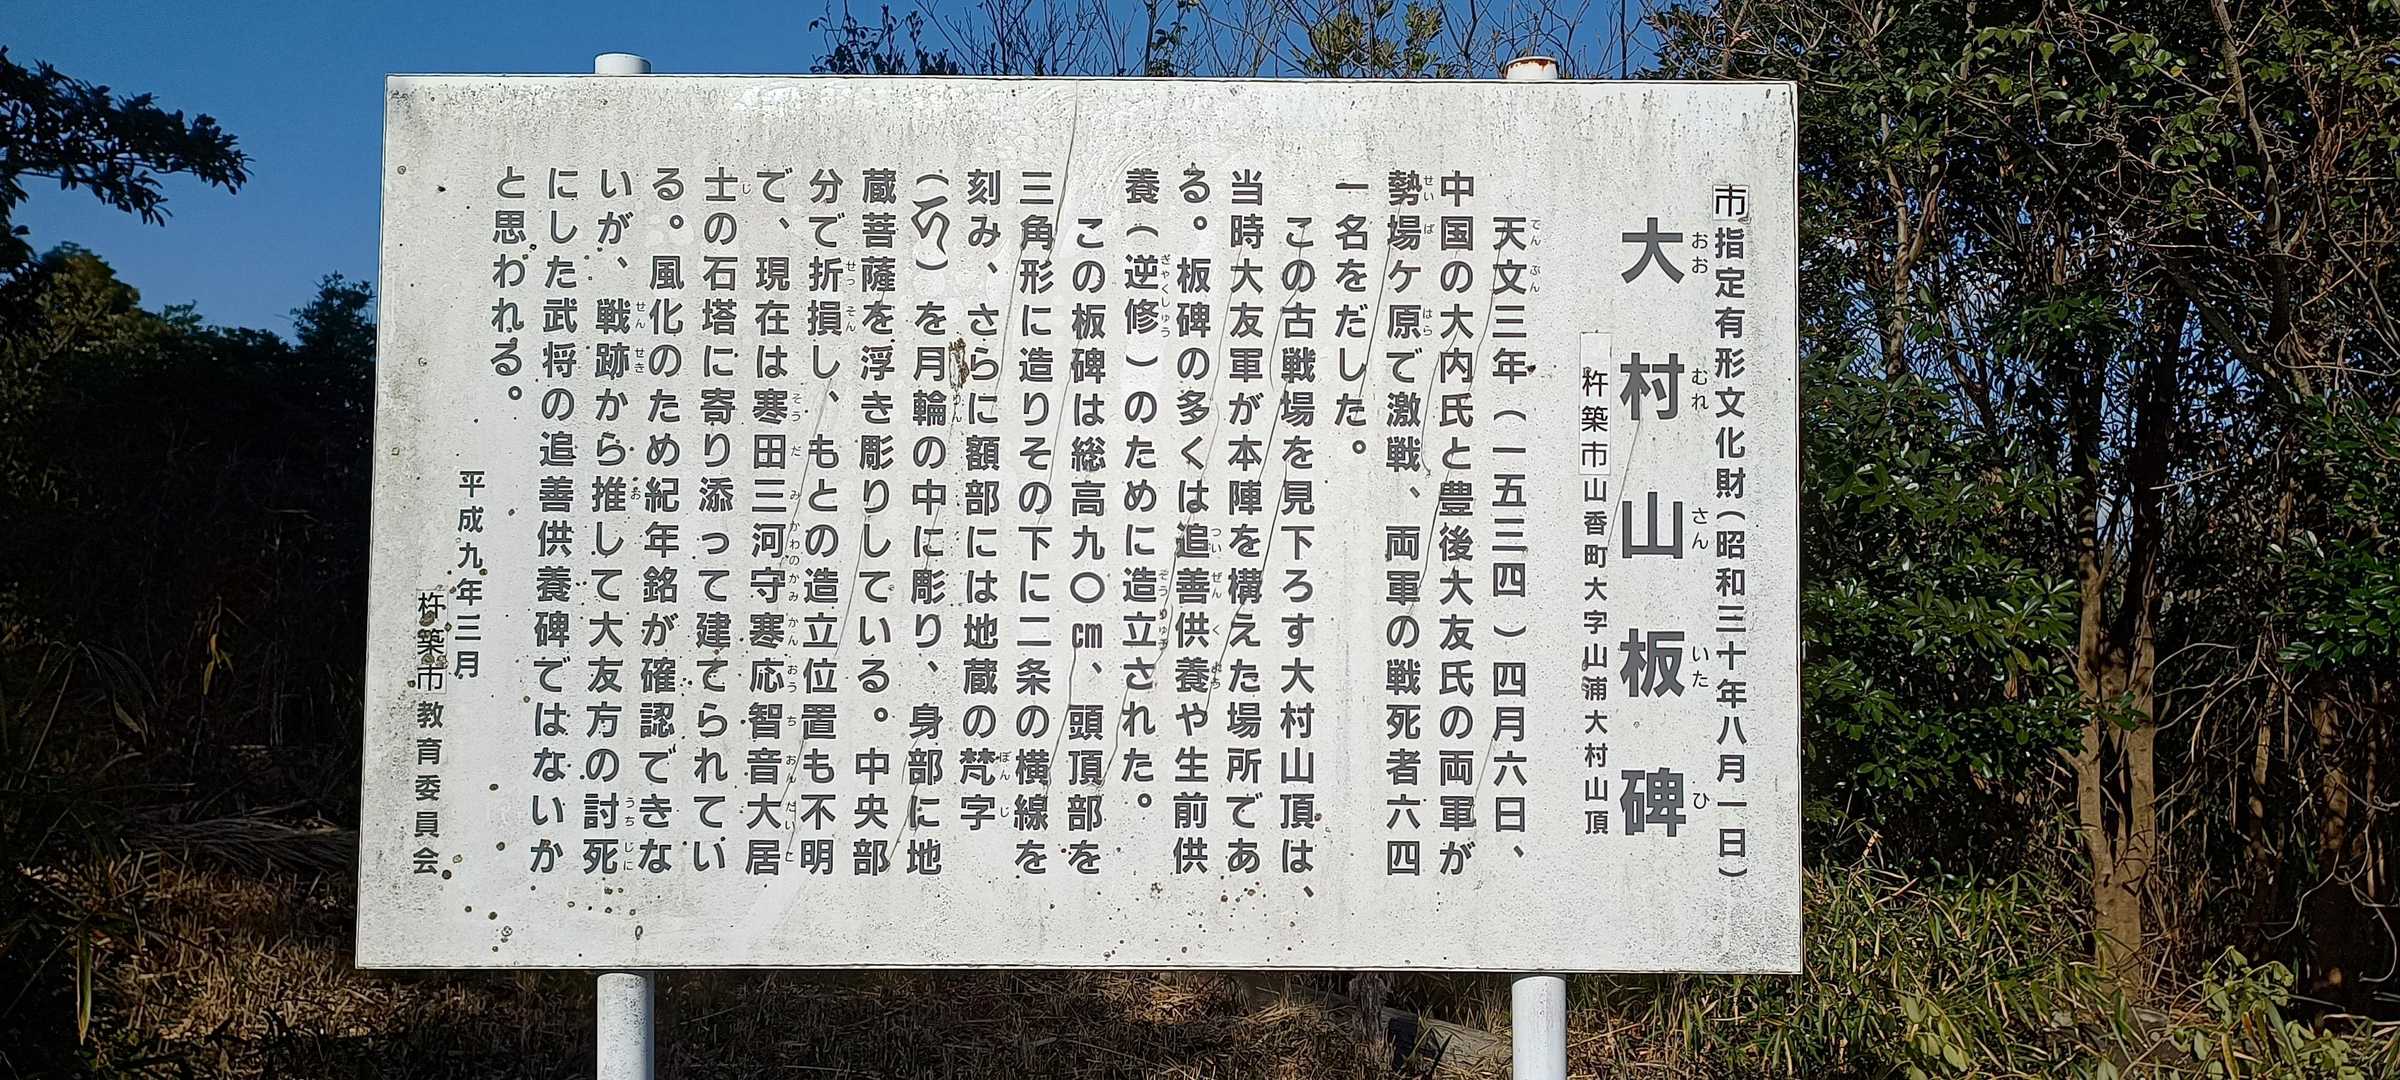 市指定有形文化財(昭和三十年八月一日)
大村山板碑
杵築市山香町大字山浦大村山頂
天文三年(一五三四)四月六日、
中国の大内氏と豊後大友氏の両軍が
勢場ケ原で激戦、両軍の戦死者六四
一名をだした。
この古戦場を見下ろす大村山頂は、
当時大友軍が本陣を構えた場所であ
る。板碑の多くは追善供養や生前供
養(逆修)のために造立された。
この板碑は総高九〇㎝、頭頂部を
三角形に造りその下に二条の横線を
刻み、さらに額部には地蔵の梵字
()を月輪の中に彫り、身部に地
蔵菩薩を浮き彫りしている。中央部
分で折損し、もとの造立位置も不明
で、現在は寒田三河守寒応智音大居
士の石塔に寄り添って建てられてい
る。風化のため紀年銘が確認できな
いが、戦跡から推して大友方の討死
にした武将の追善供養碑ではないか
と思われる。
平成九年三月
杵築市教育委員会